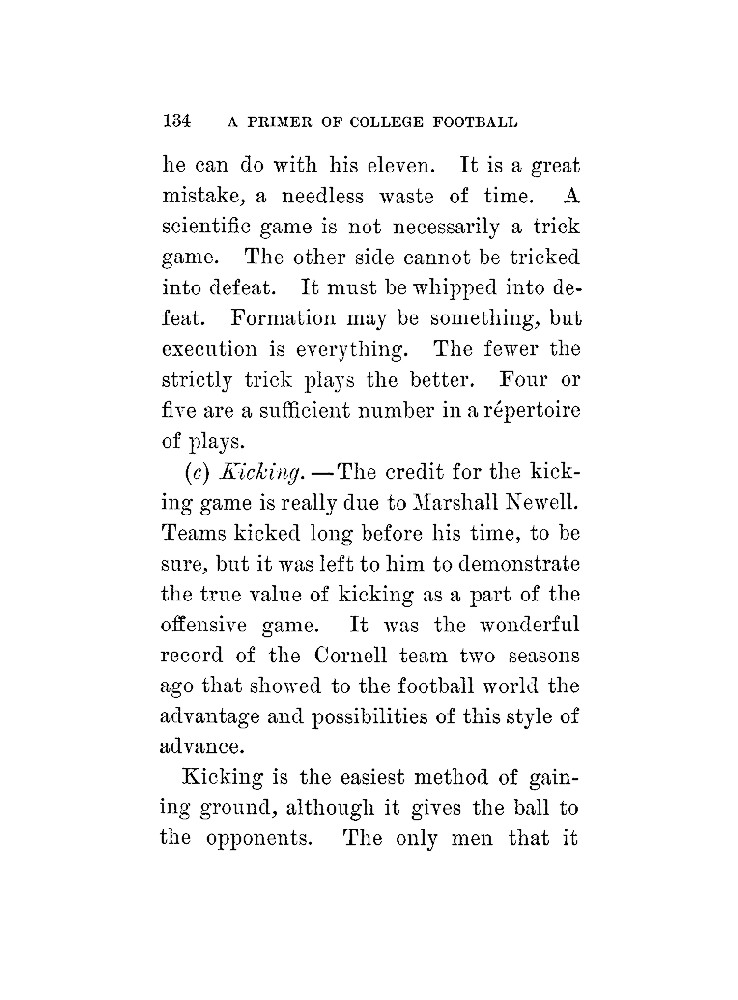 134 A PRIMER OF COLLEGE FOOTBALL
he can do with his eleven. It is a great
mistake, a needless waste of time. A
scientific game is not necessarily a trick
game. The other side cannot be tricked
into defeat. It must be whipped into de-
feat. Formation may be something, but
execution is everything. The fewer the
strictly trick plays the better. Four or
five are a sufficient number in a répertoire
of plays.
(c) Kicking. —The credit for the kick-
ing game is really due to Marshall Newell.
Teams kicked long before his time, to be
sure, but it was left to him to demonstrate
the true value of kicking as a part of the
offensive game. It was the wonderful
record of the Cornell team two seasons
ago that showed to the football world the
advantage and possibilities of this style of
advance.
Kicking is the easiest method of gain-
ing ground, although it gives the ball to
the opponents. The only men that it